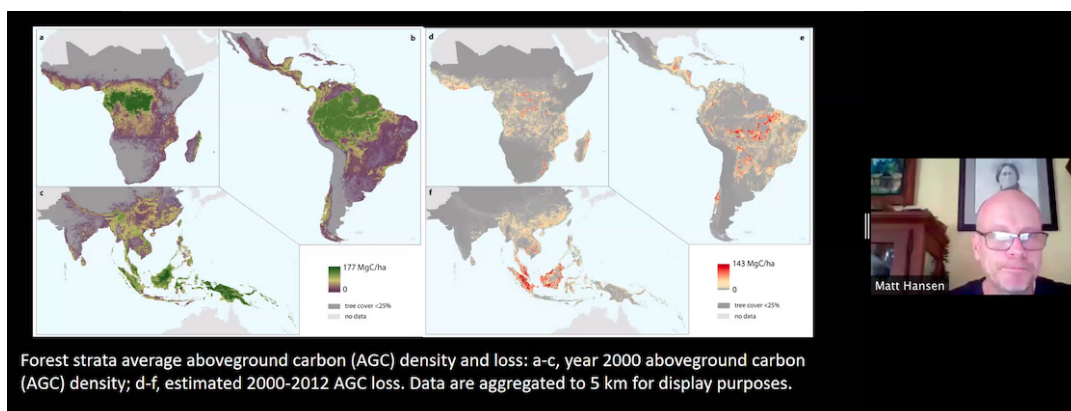 a
b
c
177 MgC/ha
0
tree cover <25%
no data
d
e
f
143 MgC/ha
0
tree cover <25%
no data
Matt Hansen
Forest strata average aboveground carbon (AGC) density and loss: a-c, year 2000 aboveground carbon
(AGC) density; d-f, estimated 2000-2012 AGC loss. Data are aggregated to 5 km for display purposes.